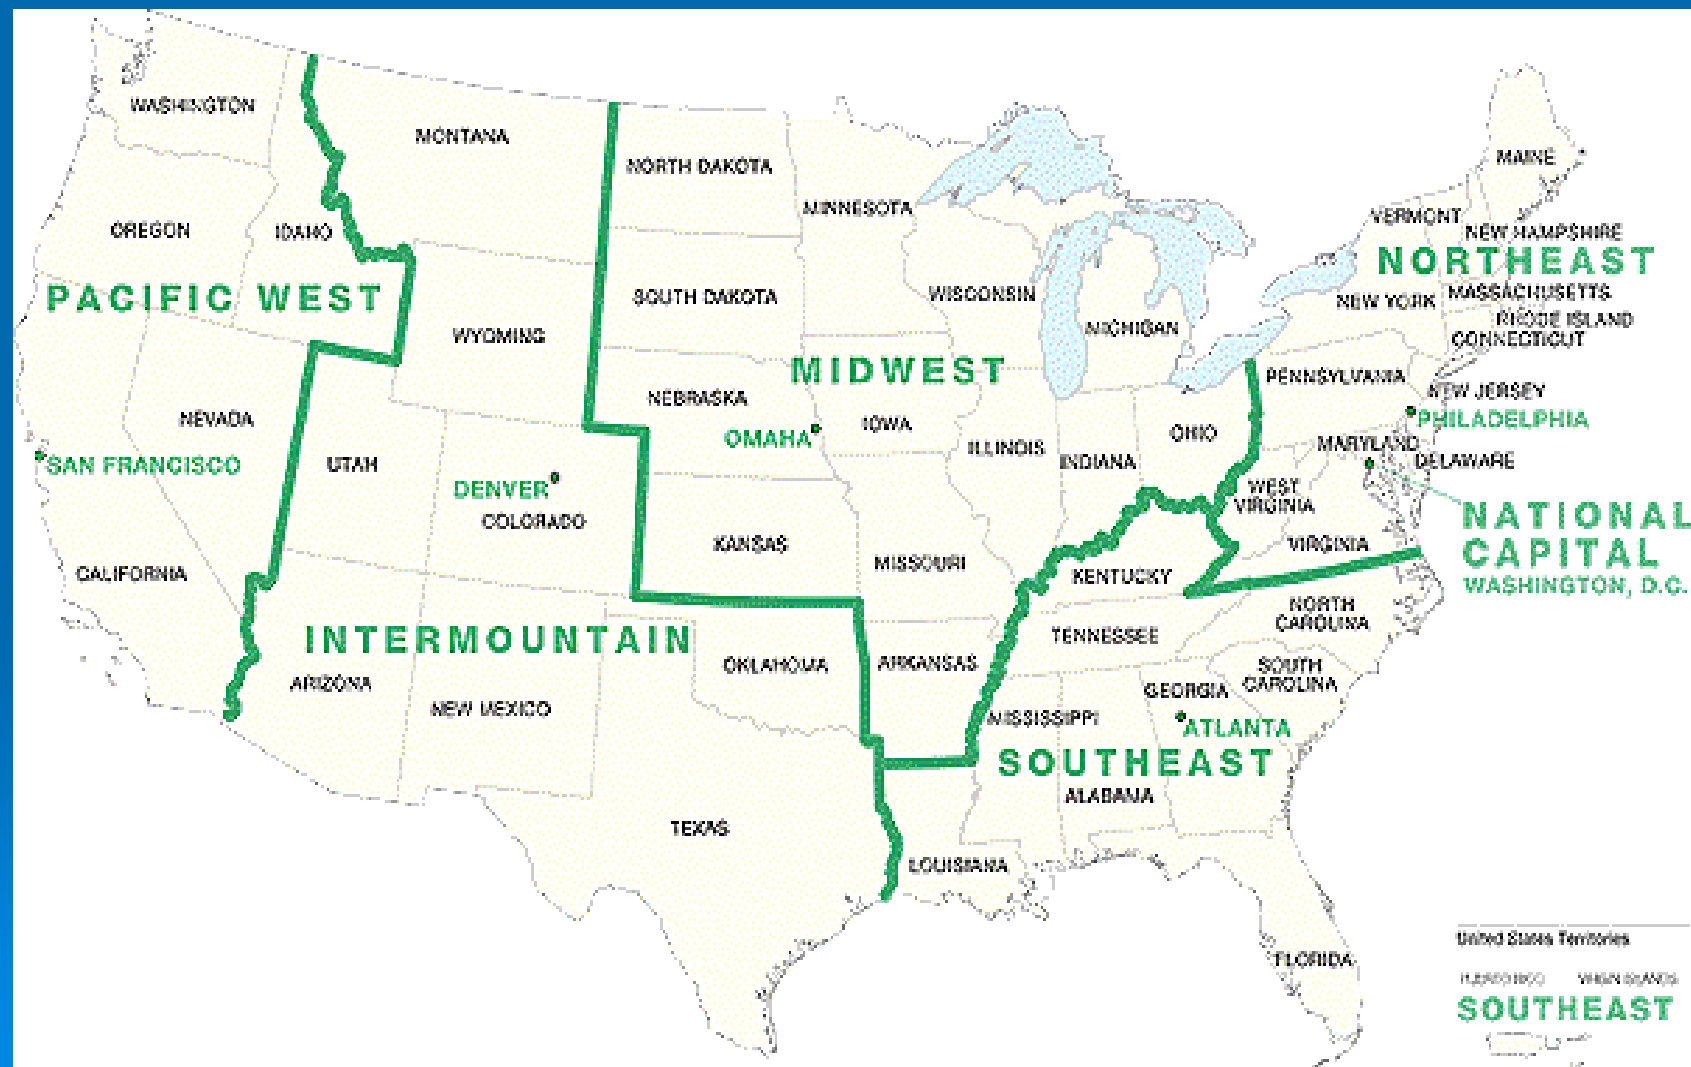 WASHINGTON
MONTANA
NORTH DAKOTA
MINNESOTA
MAINE
OREGON
IDAHO
VERMONT
NEW HAMPSHIRE
NORTHEAST
PACIFIC WEST
SOUTH DAKOTA
WISCONSIN
NEW YORK
MASSACHUSETTS
RHODE ISLAND
CONNECTICUT
WYOMING
MICHIGAN
MIDWEST
PENNSYLVANIA
NEW JERSEY
NEBRASKA
NEVADA
IOWA
PHILADELPHIA
OMAHA
OHIO
MARYLAND
ILLINOIS
INDIANA
DELAWARE
SAN FRANCISCO
UTAH
DENVER
COLORADO
WEST
VIRGINIA
NATIONAL
CAPITAL
WASHINGTON, D.C.
KANSAS
VIRGINIA
MISSOURI
CALIFORNIA
KENTUCKY
NORTH
CAROLINA
INTERMOUNTAIN
TENNESSEE
OKLAHOMA
ARKANSAS
SOUTH
CAROLINA
ARIZONA
GEORGIA
NEW MEXICO
MISSISSIPPI
ATLANTA
SOUTHEAST
ALABAMA
TEXAS
LOUISIANA
FLORIDA
United States Territories
PUERTO RICO VIRGIN ISLANDS
SOUTHEAST